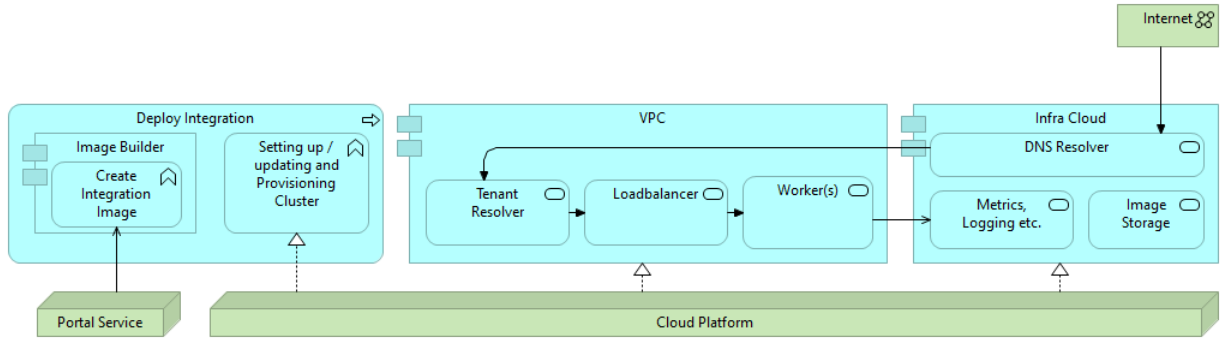 Internet
Deploy Integration
Image Builder
Create
Integration
Image
Setting up /
updating and
Provisioning
Cluster
VPC
Tenant
Resolver
Loadbalancer
Worker(s)
Infra Cloud
DNS Resolver
Metrics,
Logging etc.
Image
Storage
Portal Service
Cloud Platform